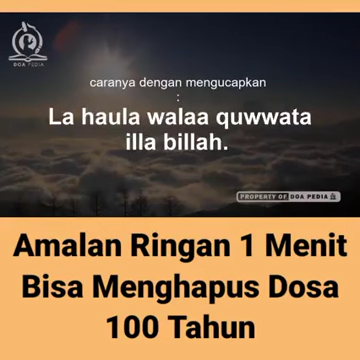 DOA PEDIA
caranya dengan mengucapkan
:
La haula walaa quwwata
illa billah.
PROPERTY OF DOA PEDIA
Amalan Ringan 1 Menit
Bisa Menghapus Dosa
100 Tahun